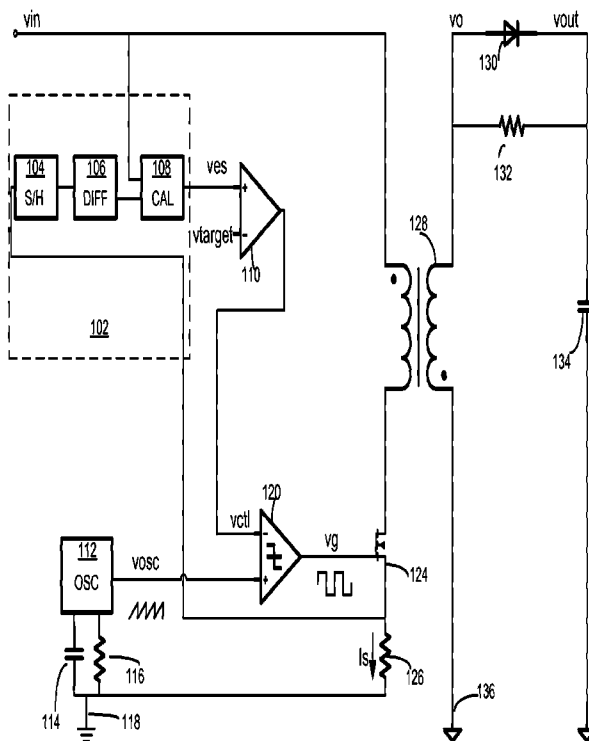 vin
vo
vout
130
132
104
S/H
106
DIFF
108
CAL
ves
vtarget
110
128
102
134
120
vctl
vg
124
112
OSC
vosc
Is
126
114
116
118
136